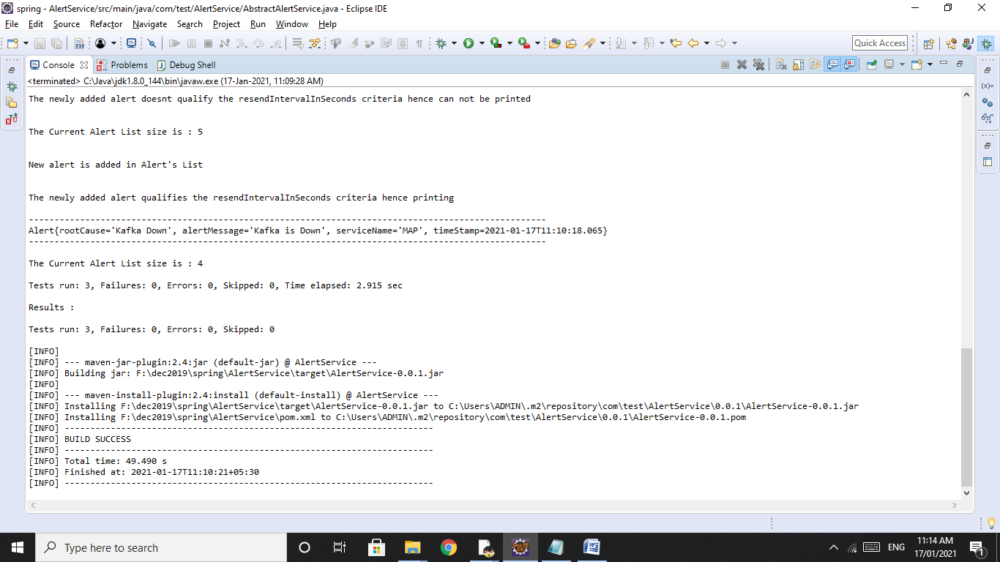 spring - AlertService/src/main/java/com/test/AlertService/AbstractAlertService.java - Eclipse IDE
File Edit Source Refactor Navigate Search Project Run Window Help
Quick Access
Console Problems Debug Shell
<terminated> C:\Java\jdk1.8.0_144\bin\javaw.exe (17-Jan-2021, 11:09:28 AM)
The newly added alert doesnt qualify the resendIntervalInSeconds criteria hence can not be printed
The Current Alert List size is : 5
New alert is added in Alert's List
The newly added alert qualifies the resendIntervalInSeconds criteria hence printing
-----------------------------------------------------------------------------------------------------
Alert{rootCause='Kafka Down', alertMessage='Kafka is Down', serviceName='MAP', timeStamp=2021-01-17T11:10:18.065}
-----------------------------------------------------------------------------------------------------
The Current Alert List size is : 4
Tests run: 3, Failures: 0, Errors: 0, Skipped: 0, Time elapsed: 2.915 sec
Results :
Tests run: 3, Failures: 0, Errors: 0, Skipped: 0
[INFO]
[INFO] --- maven-jar-plugin:2.4:jar (default-jar) @ AlertService ---
[INFO] Building jar: F:\dec2019\spring\AlertService\target\AlertService-0.0.1.jar
[INFO]
[INFO] --- maven-install-plugin:2.4:install (default-install) @ AlertService ---
[INFO] Installing F:\dec2019\spring\AlertService\target\AlertService-0.0.1.jar to C:\Users\ADMIN\.m2\repository\com\test\AlertService\0.0.1\AlertService-0.0.1.jar
[INFO] Installing F:\dec2019\spring\AlertService\pom.xml to C:\Users\ADMIN\.m2\repository\com\test\AlertService\0.0.1\AlertService-0.0.1.pom
[INFO] ------------------------------------------------------------------------
[INFO] BUILD SUCCESS
[INFO] ------------------------------------------------------------------------
[INFO] Total time: 49.490 s
[INFO] Finished at: 2021-01-17T11:10:21+05:30
[INFO] ------------------------------------------------------------------------
Type here to search
ENG
11:14 AM
17/01/2021
1